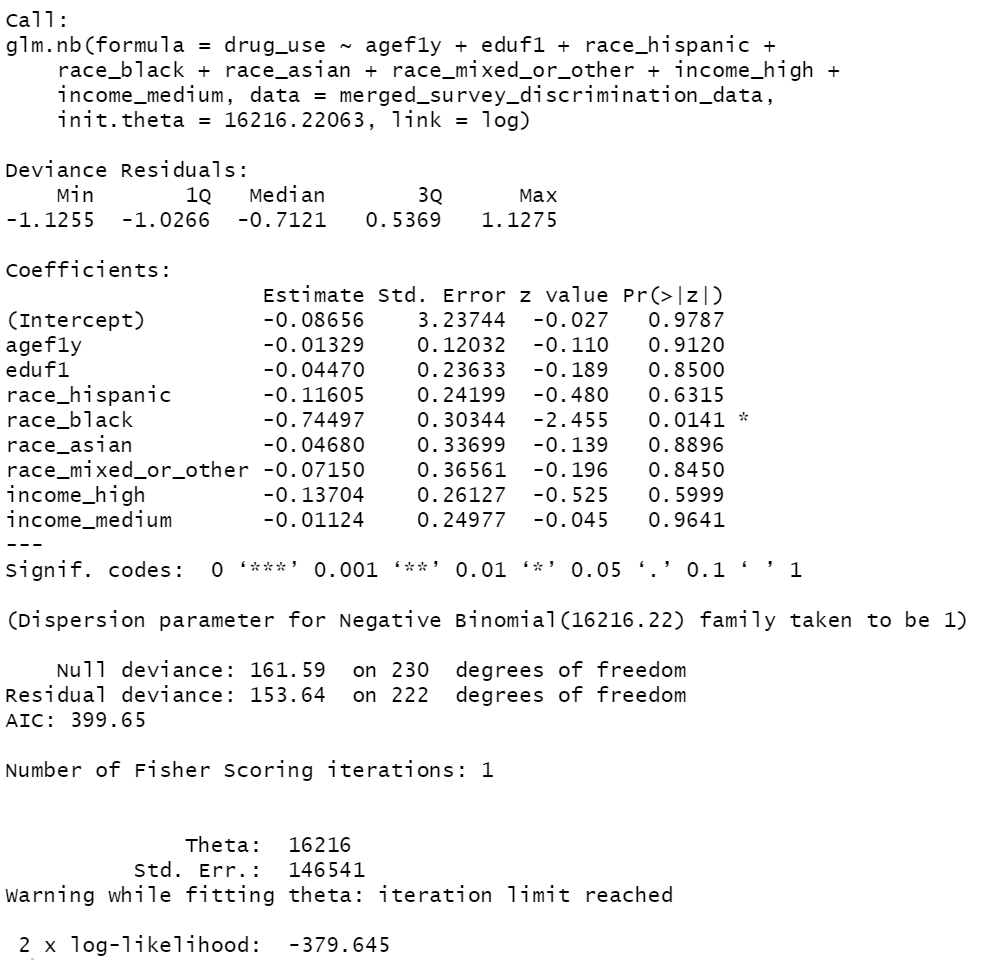 Call:
glm.nb(formula = drug_use ~ agef1y + eduf1 + race_hispanic +
    race_black + race_asian + race_mixed_or_other + income_high +
    income_medium, data = merged_survey_discrimination_data,
    init.theta = 16216.22063, link = log)

Deviance Residuals:
    Min       1Q   Median       3Q      Max
-1.1255  -1.0266  -0.7121   0.5369   1.1275

Coefficients:
                    Estimate Std. Error z value Pr(>|z|)
(Intercept)         -0.08656    3.23744  -0.027   0.9787
agef1y              -0.01329    0.12032  -0.110   0.9120
eduf1               -0.04470    0.23633  -0.189   0.8500
race_hispanic       -0.11605    0.24199  -0.480   0.6315
race_black          -0.74497    0.30344  -2.455   0.0141 *
race_asian          -0.04680    0.33699  -0.139   0.8896
race_mixed_or_other -0.07150    0.36561  -0.196   0.8450
income_high         -0.13704    0.26127  -0.525   0.5999
income_medium       -0.01124    0.24977  -0.045   0.9641
---
Signif. codes:  0 ‘***’ 0.001 ‘**’ 0.01 ‘*’ 0.05 ‘.’ 0.1 ‘ ’ 1

(Dispersion parameter for Negative Binomial(16216.22) family taken to be 1)

    Null deviance: 161.59  on 230  degrees of freedom
Residual deviance: 153.64  on 222  degrees of freedom
AIC: 399.65

Number of Fisher Scoring iterations: 1


              Theta:  16216
          Std. Err.:  146541
Warning while fitting theta: iteration limit reached

 2 x log-likelihood:  -379.645